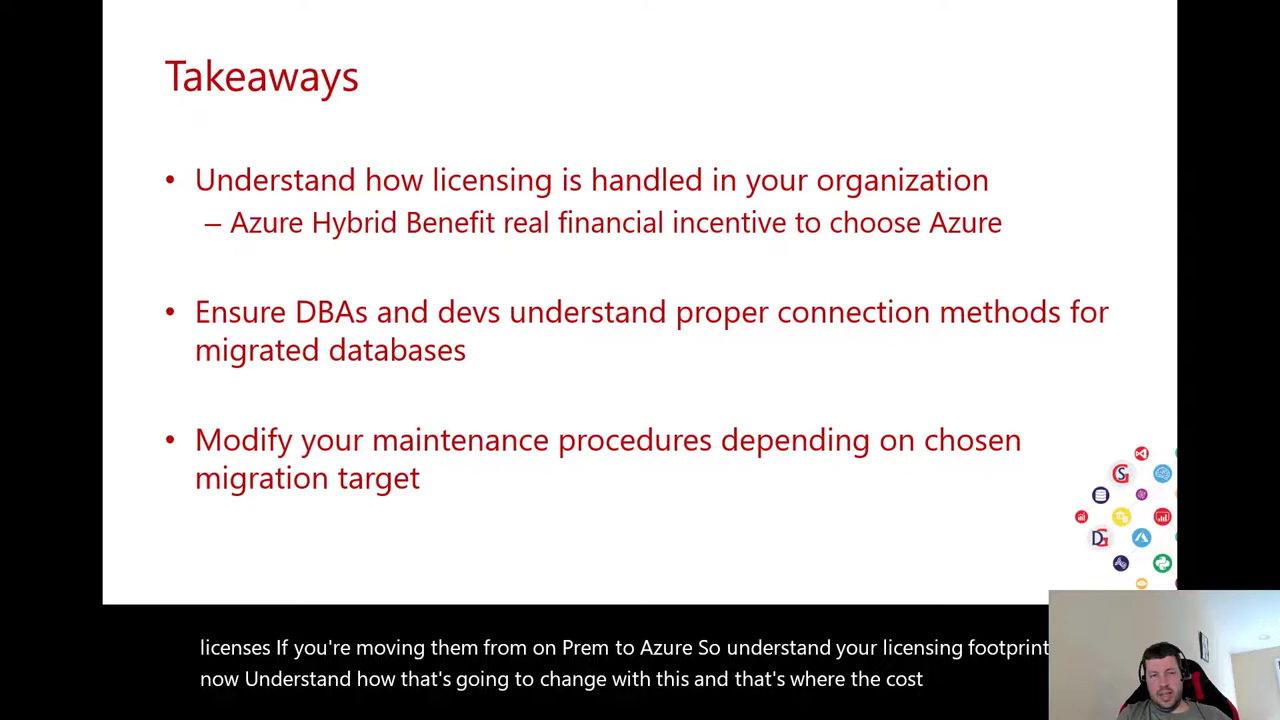 Takeaways
• Understand how licensing is handled in your organization
– Azure Hybrid Benefit real financial incentive to choose Azure
• Ensure DBAs and devs understand proper connection methods for
migrated databases
• Modify your maintenance procedures depending on chosen
migration target
licenses If you're moving them from on Prem to Azure So understand your licensing footprint
now Understand how that's going to change with this and that's where the cost